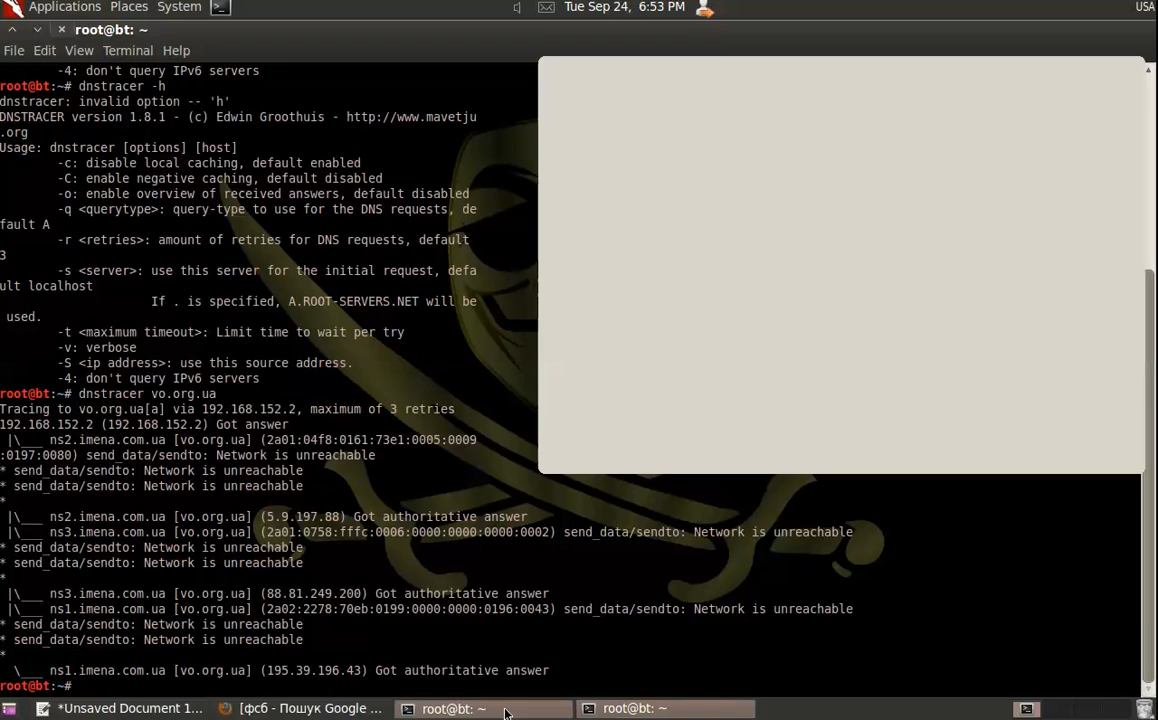 Applications Places System
Tue Sep 24, 6:53 PM
USA
root@bt: ~
File Edit View Terminal Help
-4: don't query IPv6 servers
root@bt:~# dnstracer -h
dnstracer: invalid option -- 'h'
DNSTRACER version 1.8.1 - (c) Edwin Groothuis - http://www.mavetju
.org
Usage: dnstracer [options] [host]
-c: disable local caching, default enabled
-C: enable negative caching, default disabled
-o: enable overview of received answers, default disabled
-q <querytype>: query-type to use for the DNS requests, de
fault A
-r <retries>: amount of retries for DNS requests, default
3
-s <server>: use this server for the initial request, defa
ult localhost
If . is specified, A.ROOT-SERVERS.NET will be
used.
-t <maximum timeout>: Limit time to wait per try
-v: verbose
-S <ip address>: use this source address.
-4: don't query IPv6 servers
root@bt:~# dnstracer vo.org.ua
Tracing to vo.org.ua[a] via 192.168.152.2, maximum of 3 retries
192.168.152.2 (192.168.152.2) Got answer
|\___ ns2.imena.com.ua [vo.org.ua] (2a01:04f8:0161:73e1:0005:0009
:0197:0080) send_data/sendto: Network is unreachable
* send_data/sendto: Network is unreachable
* send_data/sendto: Network is unreachable
*
|\___ ns2.imena.com.ua [vo.org.ua] (5.9.197.88) Got authoritative answer
|\___ ns3.imena.com.ua [vo.org.ua] (2a01:0758:fffc:0006:0000:0000:0000:0002) send_data/sendto: Network is unreachable
* send_data/sendto: Network is unreachable
* send_data/sendto: Network is unreachable
*
|\___ ns3.imena.com.ua [vo.org.ua] (88.81.249.200) Got authoritative answer
|\___ ns1.imena.com.ua [vo.org.ua] (2a02:2278:70eb:0199:0000:0000:0196:0043) send_data/sendto: Network is unreachable
* send_data/sendto: Network is unreachable
* send_data/sendto: Network is unreachable
*
\___ ns1.imena.com.ua [vo.org.ua] (195.39.196.43) Got authoritative answer
root@bt:~#
*Unsaved Document 1...
[фсб - Пошук Google ...
root@bt: ~
root@bt: ~